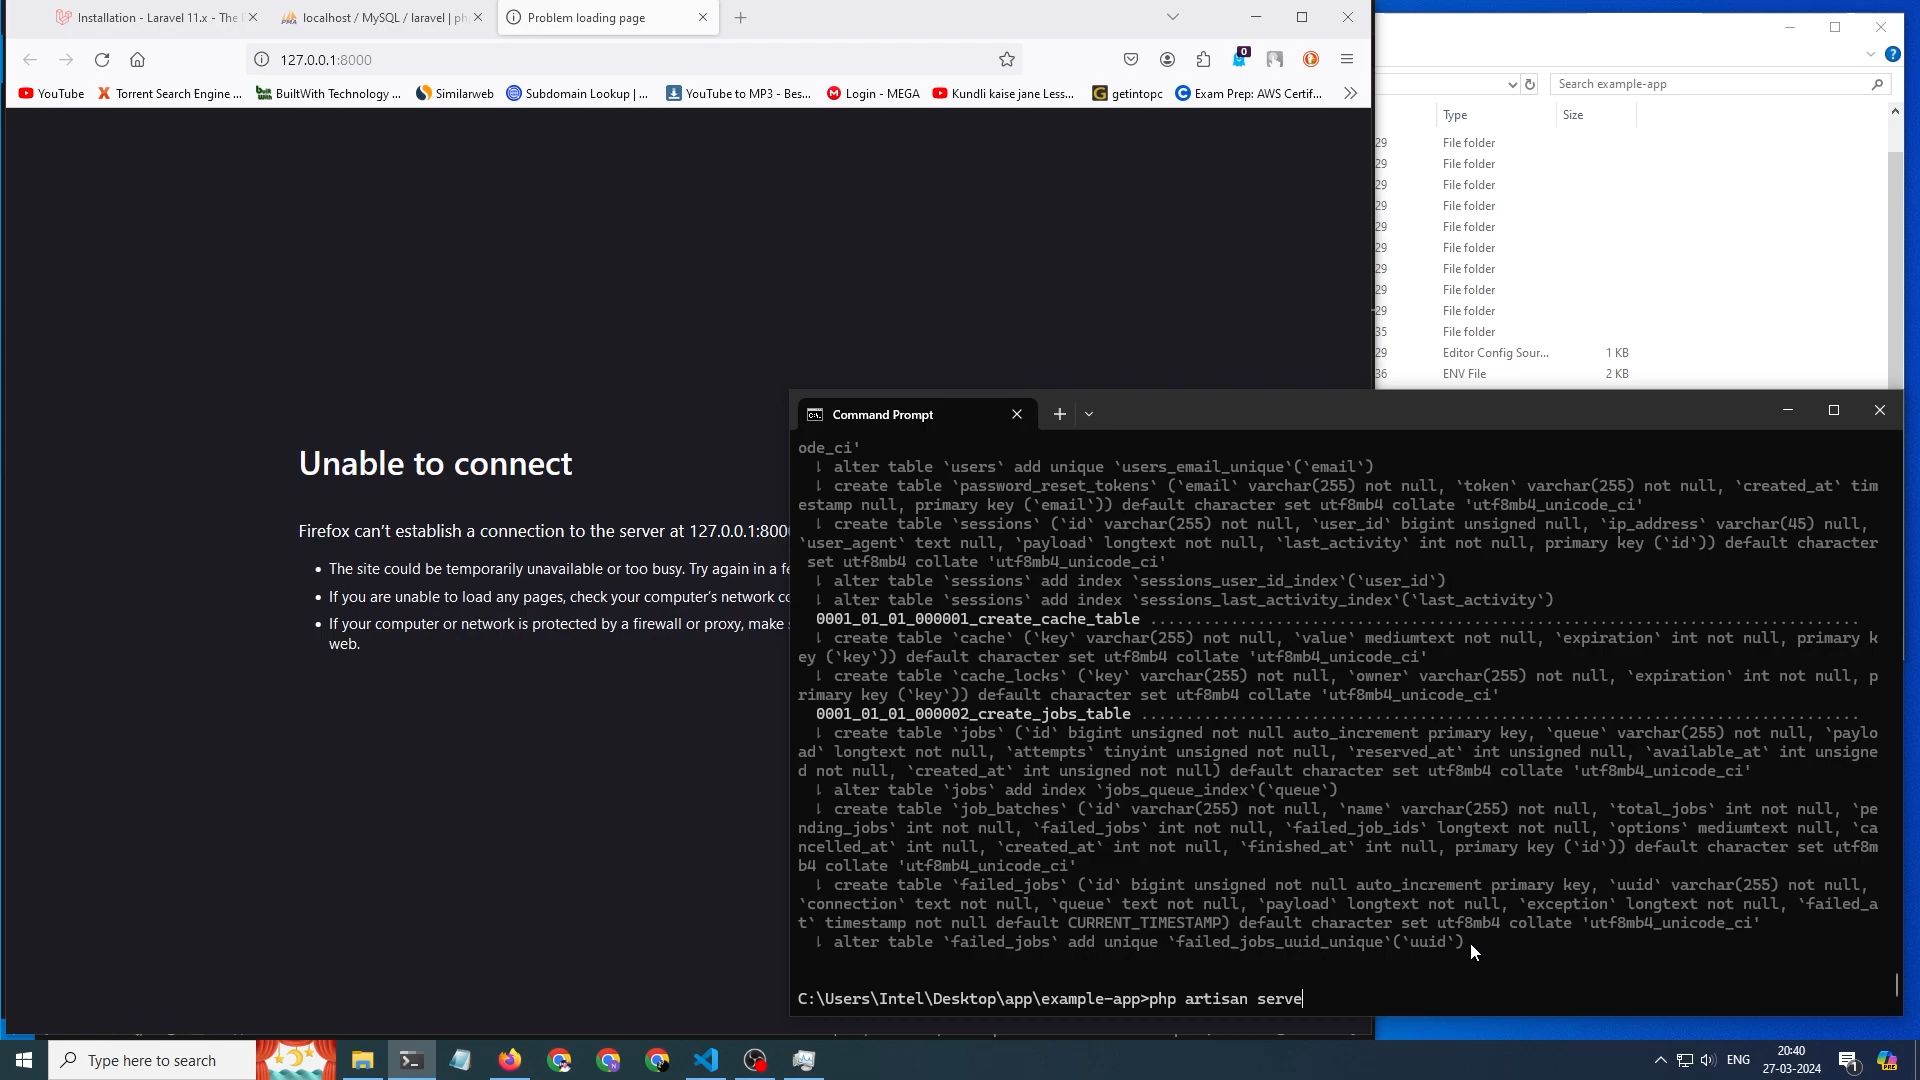 Installation - Laravel 11.x - The
localhost / MySQL / laravel | ph
Problem loading page
127.0.0.1:8000
0
YouTube
Torrent Search Engine ...
BuiltWith Technology ...
Similarweb
Subdomain Lookup | ...
YouTube to MP3 - Bes...
Login - MEGA
Kundli kaise jane Less...
getintopc
Exam Prep: AWS Certif...
Unable to connect
Firefox can’t establish a connection to the server at 127.0.0.1:8000
The site could be temporarily unavailable or too busy. Try again in a fe
If you are unable to load any pages, check your computer’s network co
If your computer or network is protected by a firewall or proxy, make
web.
Search example-app
Type
Size
29 File folder
29 File folder
29 File folder
29 File folder
29 File folder
29 File folder
29 File folder
29 File folder
29 File folder
35 File folder
29 Editor Config Sour... 1 KB
36 ENV File 2 KB
Command Prompt
ode_ci'
⇂ alter table `users` add unique `users_email_unique`(`email`)
⇂ create table `password_reset_tokens` (`email` varchar(255) not null, `token` varchar(255) not null, `created_at` tim
estamp null, primary key (`email`)) default character set utf8mb4 collate 'utf8mb4_unicode_ci'
⇂ create table `sessions` (`id` varchar(255) not null, `user_id` bigint unsigned null, `ip_address` varchar(45) null,
`user_agent` text null, `payload` longtext not null, `last_activity` int not null, primary key (`id`)) default character
set utf8mb4 collate 'utf8mb4_unicode_ci'
⇂ alter table `sessions` add index `sessions_user_id_index`(`user_id`)
⇂ alter table `sessions` add index `sessions_last_activity_index`(`last_activity`)
0001_01_01_000001_create_cache_table ...............................................................................
⇂ create table `cache` (`key` varchar(255) not null, `value` mediumtext not null, `expiration` int not null, primary k
ey (`key`)) default character set utf8mb4 collate 'utf8mb4_unicode_ci'
⇂ create table `cache_locks` (`key` varchar(255) not null, `owner` varchar(255) not null, `expiration` int not null, p
rimary key (`key`)) default character set utf8mb4 collate 'utf8mb4_unicode_ci'
0001_01_01_000002_create_jobs_table ................................................................................
⇂ create table `jobs` (`id` bigint unsigned not null auto_increment primary key, `queue` varchar(255) not null, `paylo
ad` longtext not null, `attempts` tinyint unsigned not null, `reserved_at` int unsigned null, `available_at` int unsigne
d not null, `created_at` int unsigned not null) default character set utf8mb4 collate 'utf8mb4_unicode_ci'
⇂ alter table `jobs` add index `jobs_queue_index`(`queue`)
⇂ create table `job_batches` (`id` varchar(255) not null, `name` varchar(255) not null, `total_jobs` int not null, `pe
nding_jobs` int not null, `failed_jobs` int not null, `failed_job_ids` longtext not null, `options` mediumtext null, `ca
ncelled_at` int null, `created_at` int not null, `finished_at` int null, primary key (`id`)) default character set utf8m
b4 collate 'utf8mb4_unicode_ci'
⇂ create table `failed_jobs` (`id` bigint unsigned not null auto_increment primary key, `uuid` varchar(255) not null,
`connection` text not null, `queue` text not null, `payload` longtext not null, `exception` longtext not null, `failed_a
t` timestamp not null default CURRENT_TIMESTAMP) default character set utf8mb4 collate 'utf8mb4_unicode_ci'
⇂ alter table `failed_jobs` add unique `failed_jobs_uuid_unique`(`uuid`)
C:\Users\Intel\Desktop\app\example-app>php artisan serve
Type here to search
ENG
20:40
27-03-2024
1
PRE